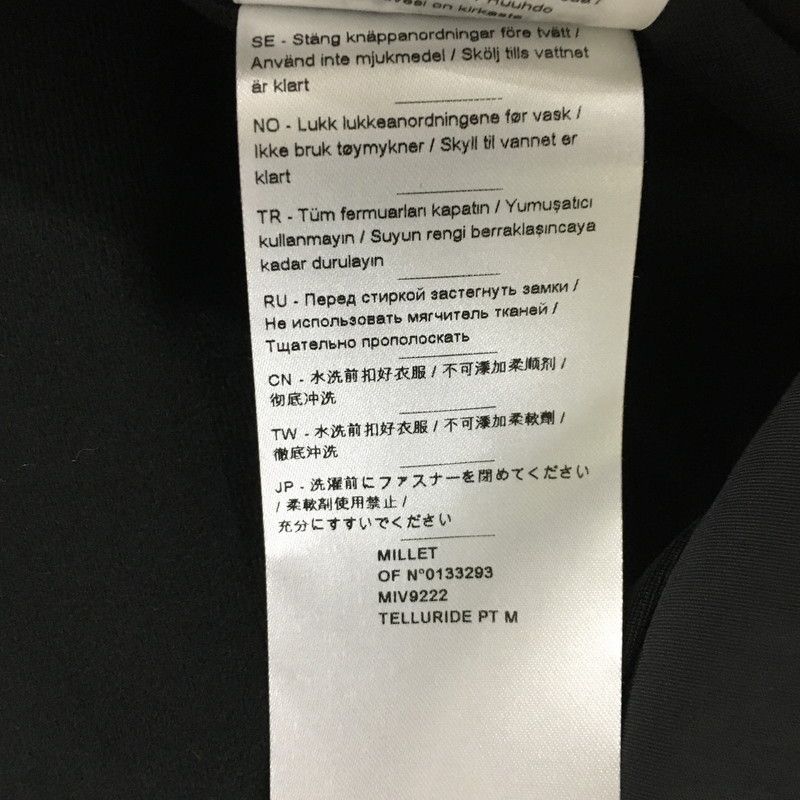 on kirkasta
SE - Stäng knäppanordningar före tvätt /
Använd inte mjukmedel / Skölj tills vattnet
är klart
NO - Lukk lukkeanordningene før vask /
Ikke bruk tøymykner / Skyll til vannet er
klart
TR - Tüm fermuarları kapatın / Yumuşatıcı
kullanmayın / Suyun rengi berraklaşıncaya
kadar durulayın
RU - Перед стиркой застегнуть замки /
Не использовать мягчитель тканей /
Тщательно прополоскать
CN - 水洗前扣好衣服 / 不可添加柔顺剂 /
彻底冲洗
TW - 水洗前扣好衣服 / 不可添加柔軟劑 /
徹底沖洗
JP - 洗濯前にファスナーを閉めてください
/ 柔軟剤使用禁止 /
充分にすすいでください
MILLET
OF N°0133293
MIV9222
TELLURIDE PT M